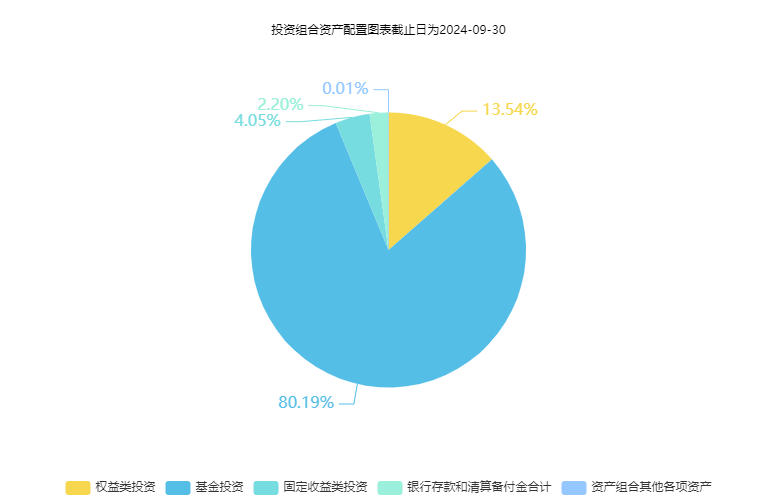 投资组合资产配置图表截止日为2024-09-30
0.01%
2.20%
13.54%
4.05%
80.19%
权益类投资 基金投资 固定收益类投资 银行存款和清算备付金合计 资产组合其他各项资产